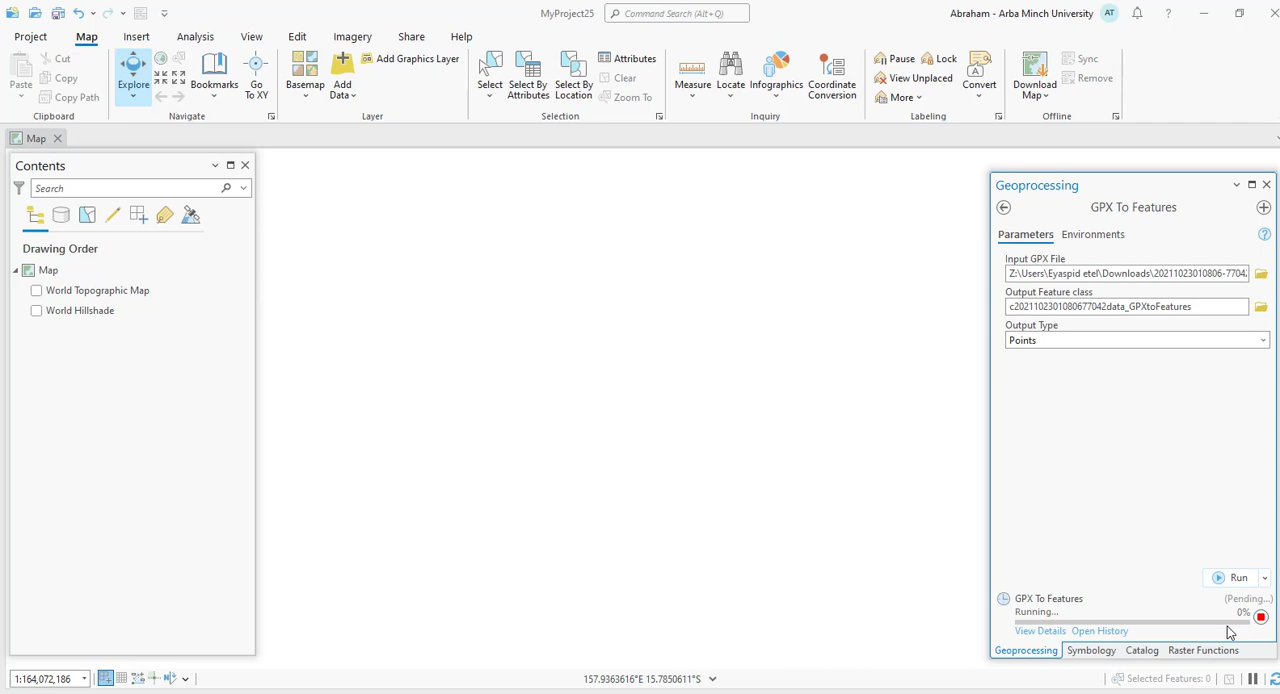 MyProject25
Command Search (Alt+Q)
Abraham - Arba Minch University
AT
?
Project
Map
Insert
Analysis
View
Edit
Imagery
Share
Help
Paste
Cut
Copy
Copy Path
Clipboard
Explore
Bookmarks
Go
To XY
Navigate
Basemap
Add
Data
Add Graphics Layer
Layer
Select
Select By
Attributes
Select By
Location
Attributes
Clear
Zoom To
Selection
Measure
Locate
Infographics
Coordinate
Conversion
Inquiry
Pause
Lock
View Unplaced
More
Convert
Labeling
Download
Map
Sync
Remove
Offline
Map
Contents
Search
Drawing Order
Map
World Topographic Map
World Hillshade
Geoprocessing
GPX To Features
Parameters
Environments
?
Input GPX File
Z:\Users\Eyaspid etel\Downloads\20211023010806-7704
Output Feature class
c2021102301080677042data_GPXtoFeatures
Output Type
Points
Run
GPX To Features
(Pending...)
Running...
0%
View Details
Open History
Geoprocessing
Symbology
Catalog
Raster Functions
1:164,072,186
157.9363616°E 15.7850611°S
Selected Features: 0